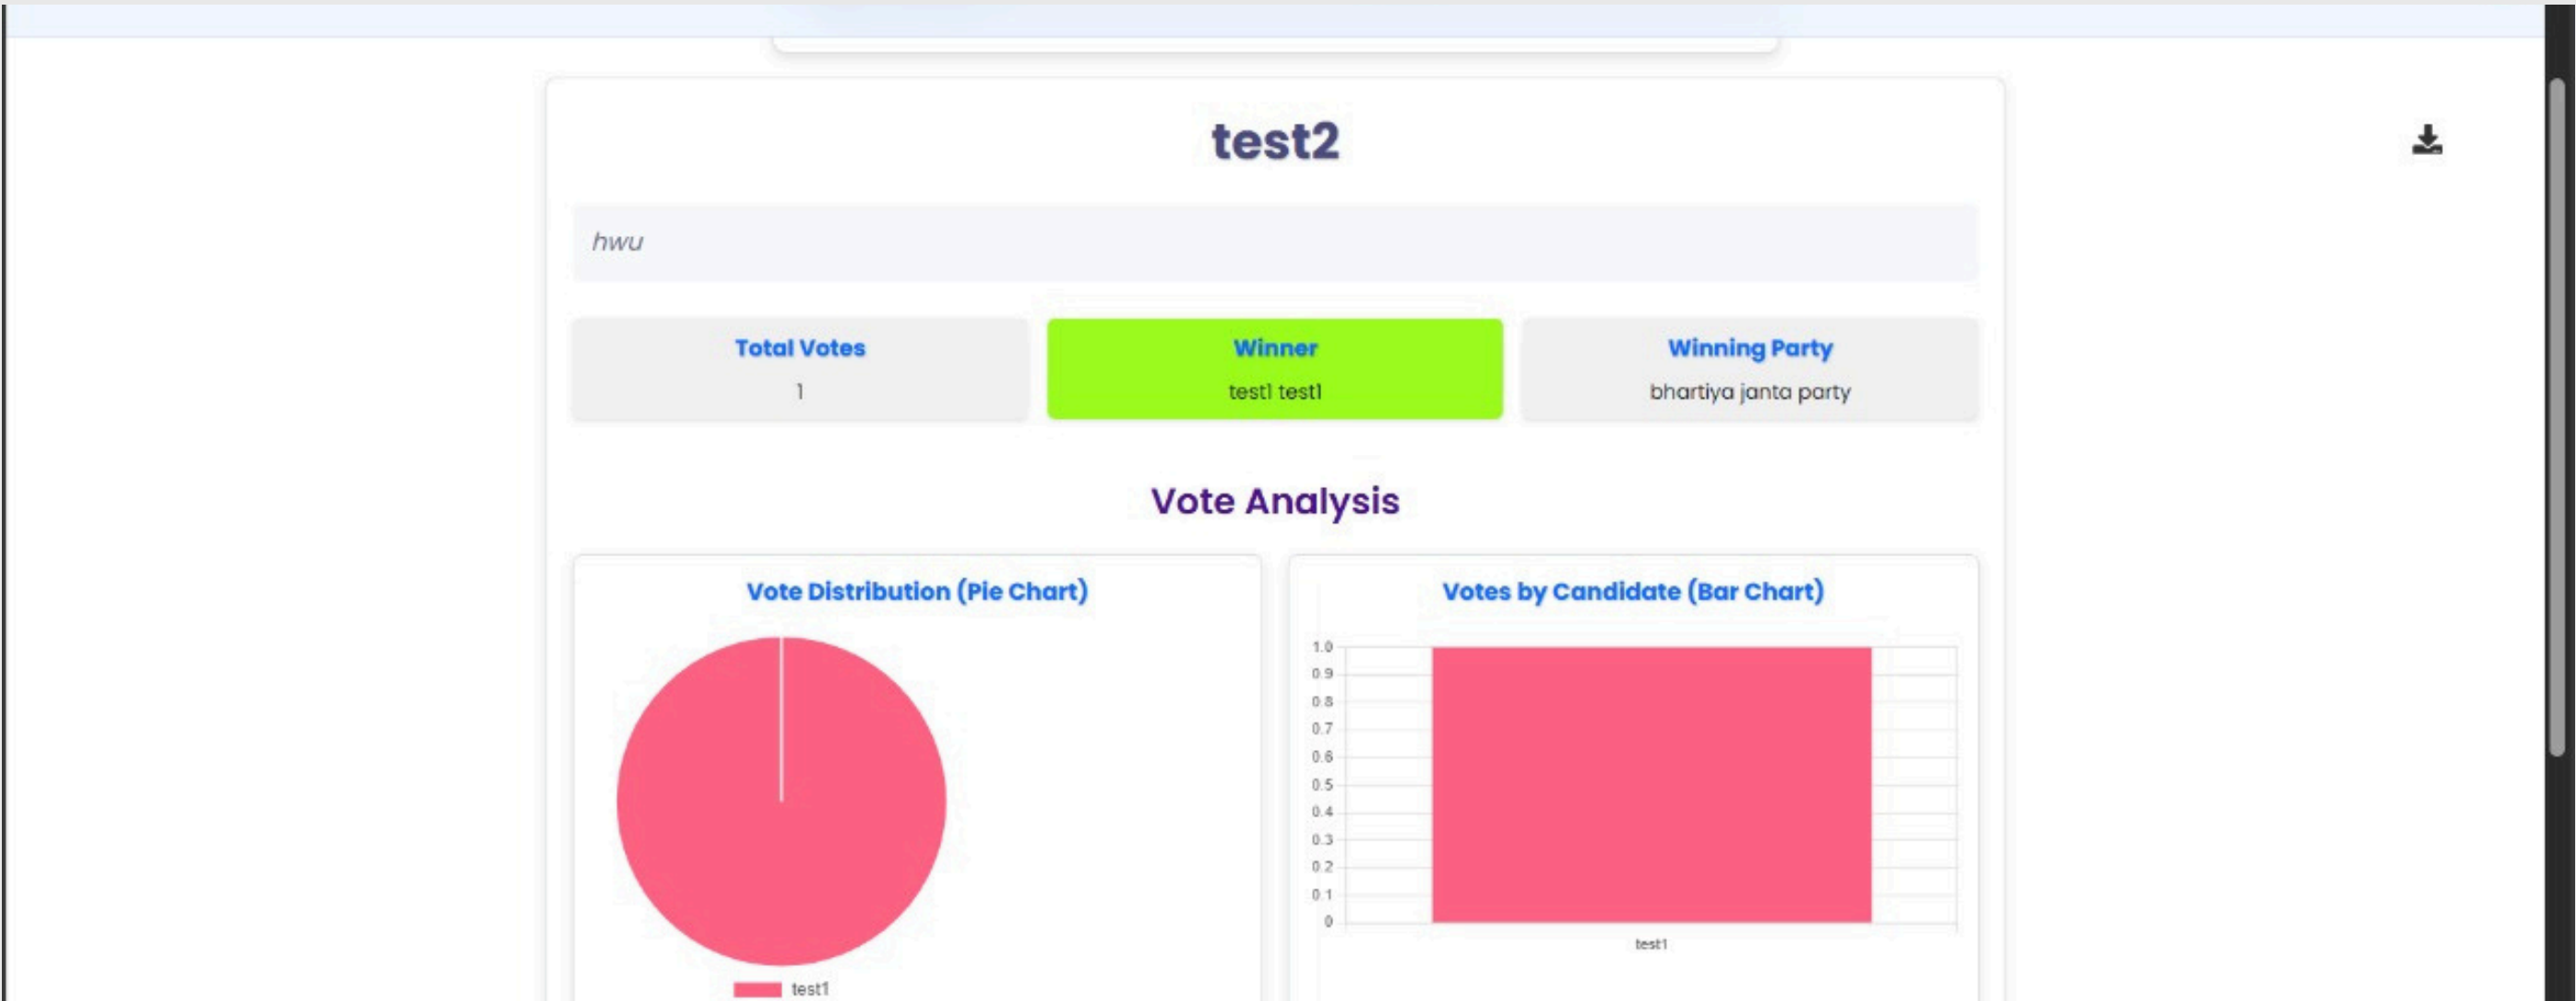 test2
hwu
Total Votes
1
Winner
test1 test1
Winning Party
bhartiya janta party
Vote Analysis
Vote Distribution (Pie Chart)
test1
Votes by Candidate (Bar Chart)
1.0
0.9
0.8
0.7
0.6
0.5
0.4
0.3
0.2
0.1
0
test1